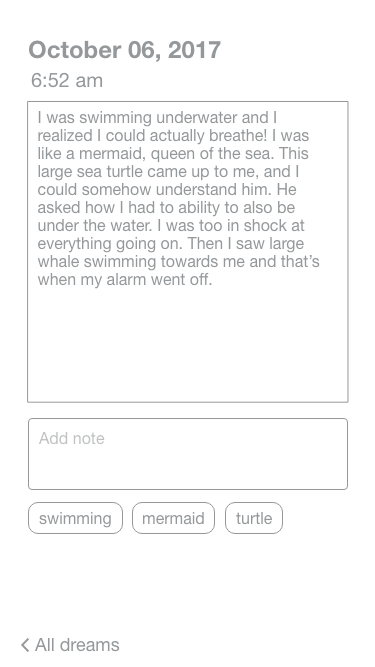 October 06, 2017
6:52 am
I was swimming underwater and I
realized I could actually breathe! I was
like a mermaid, queen of the sea. This
large sea turtle came up to me, and I
could somehow understand him. He
asked how I had to ability to also be
under the water. I was too in shock at
everything going on. Then I saw large
whale swimming towards me and that’s
when my alarm went off.
Add note
swimming mermaid turtle
All dreams